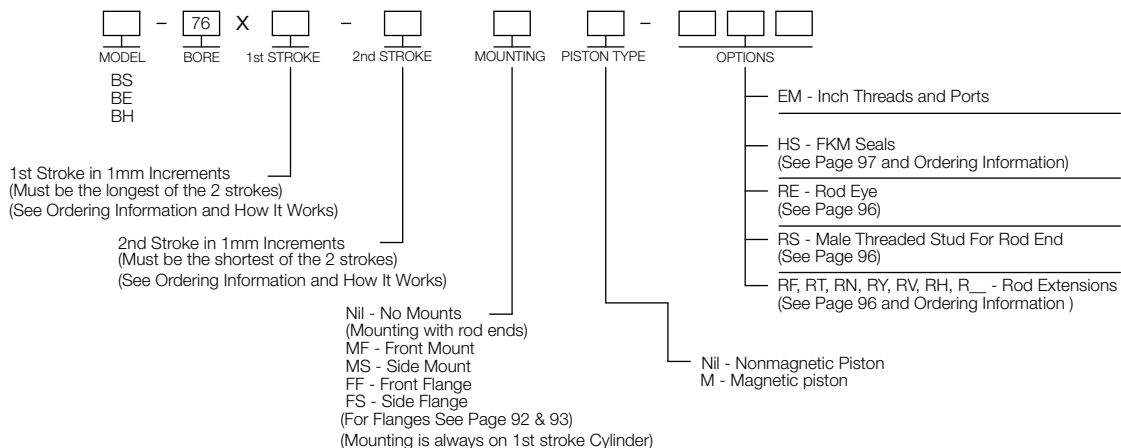 - 76 X - -
MODEL BORE 1st STROKE 2nd STROKE MOUNTING PISTON TYPE OPTIONS
BS
BE
BH
EM - Inch Threads and Ports
HS - FKM Seals
(See Page 97 and Ordering Information)
RE - Rod Eye
(See Page 96)
RS - Male Threaded Stud For Rod End
(See Page 96)
RF, RT, RN, RY, RV, RH, R__ - Rod Extensions
(See Page 96 and Ordering Information )
1st Stroke in 1mm Increments
(Must be the longest of the 2 strokes)
(See Ordering Information and How It Works)
2nd Stroke in 1mm Increments
(Must be the shortest of the 2 strokes)
(See Ordering Information and How It Works)
Nil - No Mounts
(Mounting with rod ends)
MF - Front Mount
MS - Side Mount
FF - Front Flange
FS - Side Flange
(For Flanges See Page 92 & 93)
(Mounting is always on 1st stroke Cylinder)
Nil - Nonmagnetic Piston
M - Magnetic piston